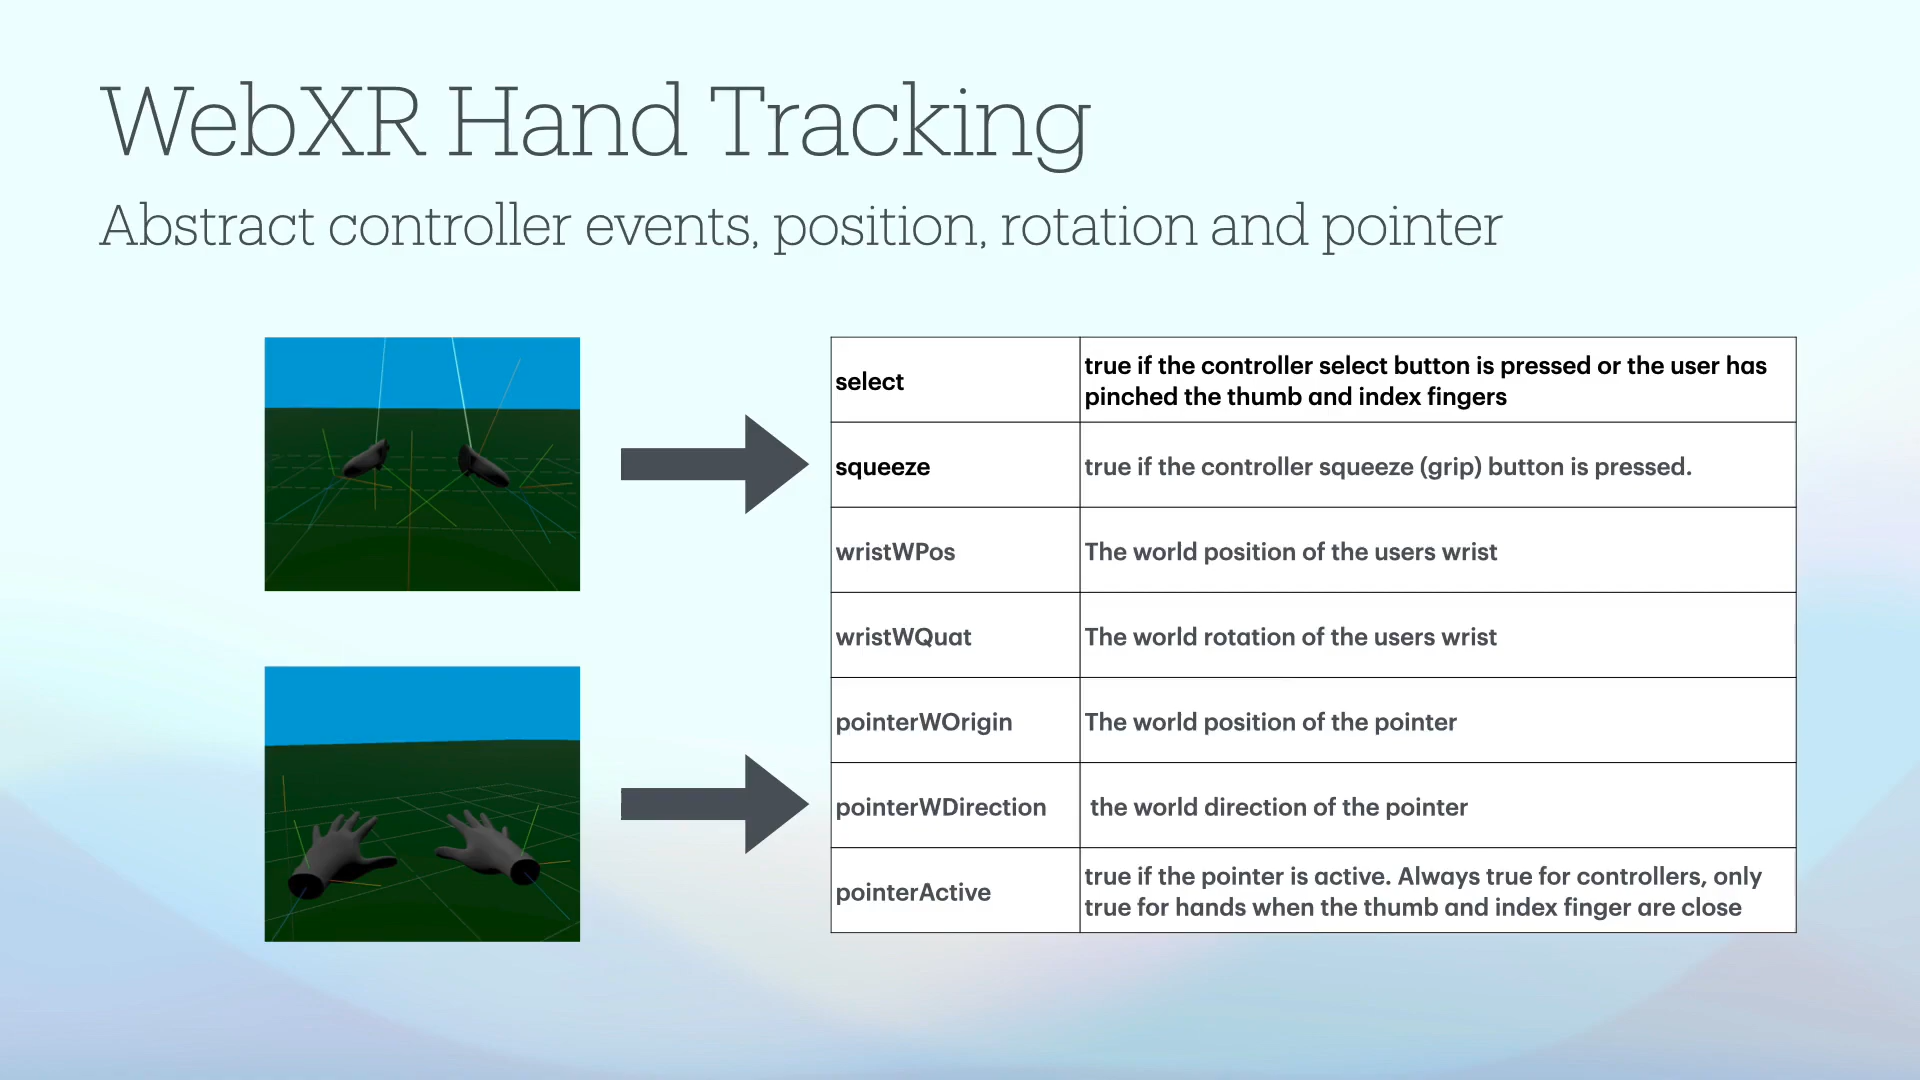 WebXR Hand Tracking
Abstract controller events, position, rotation and pointer
select
true if the controller select button is pressed or the user has
pinched the thumb and index fingers
squeeze
true if the controller squeeze (grip) button is pressed.
wristWPos
The world position of the users wrist
wristWQuat
The world rotation of the users wrist
pointerWOrigin
The world position of the pointer
pointerWDirection
the world direction of the pointer
pointerActive
true if the pointer is active. Always true for controllers, only
true for hands when the thumb and index finger are close